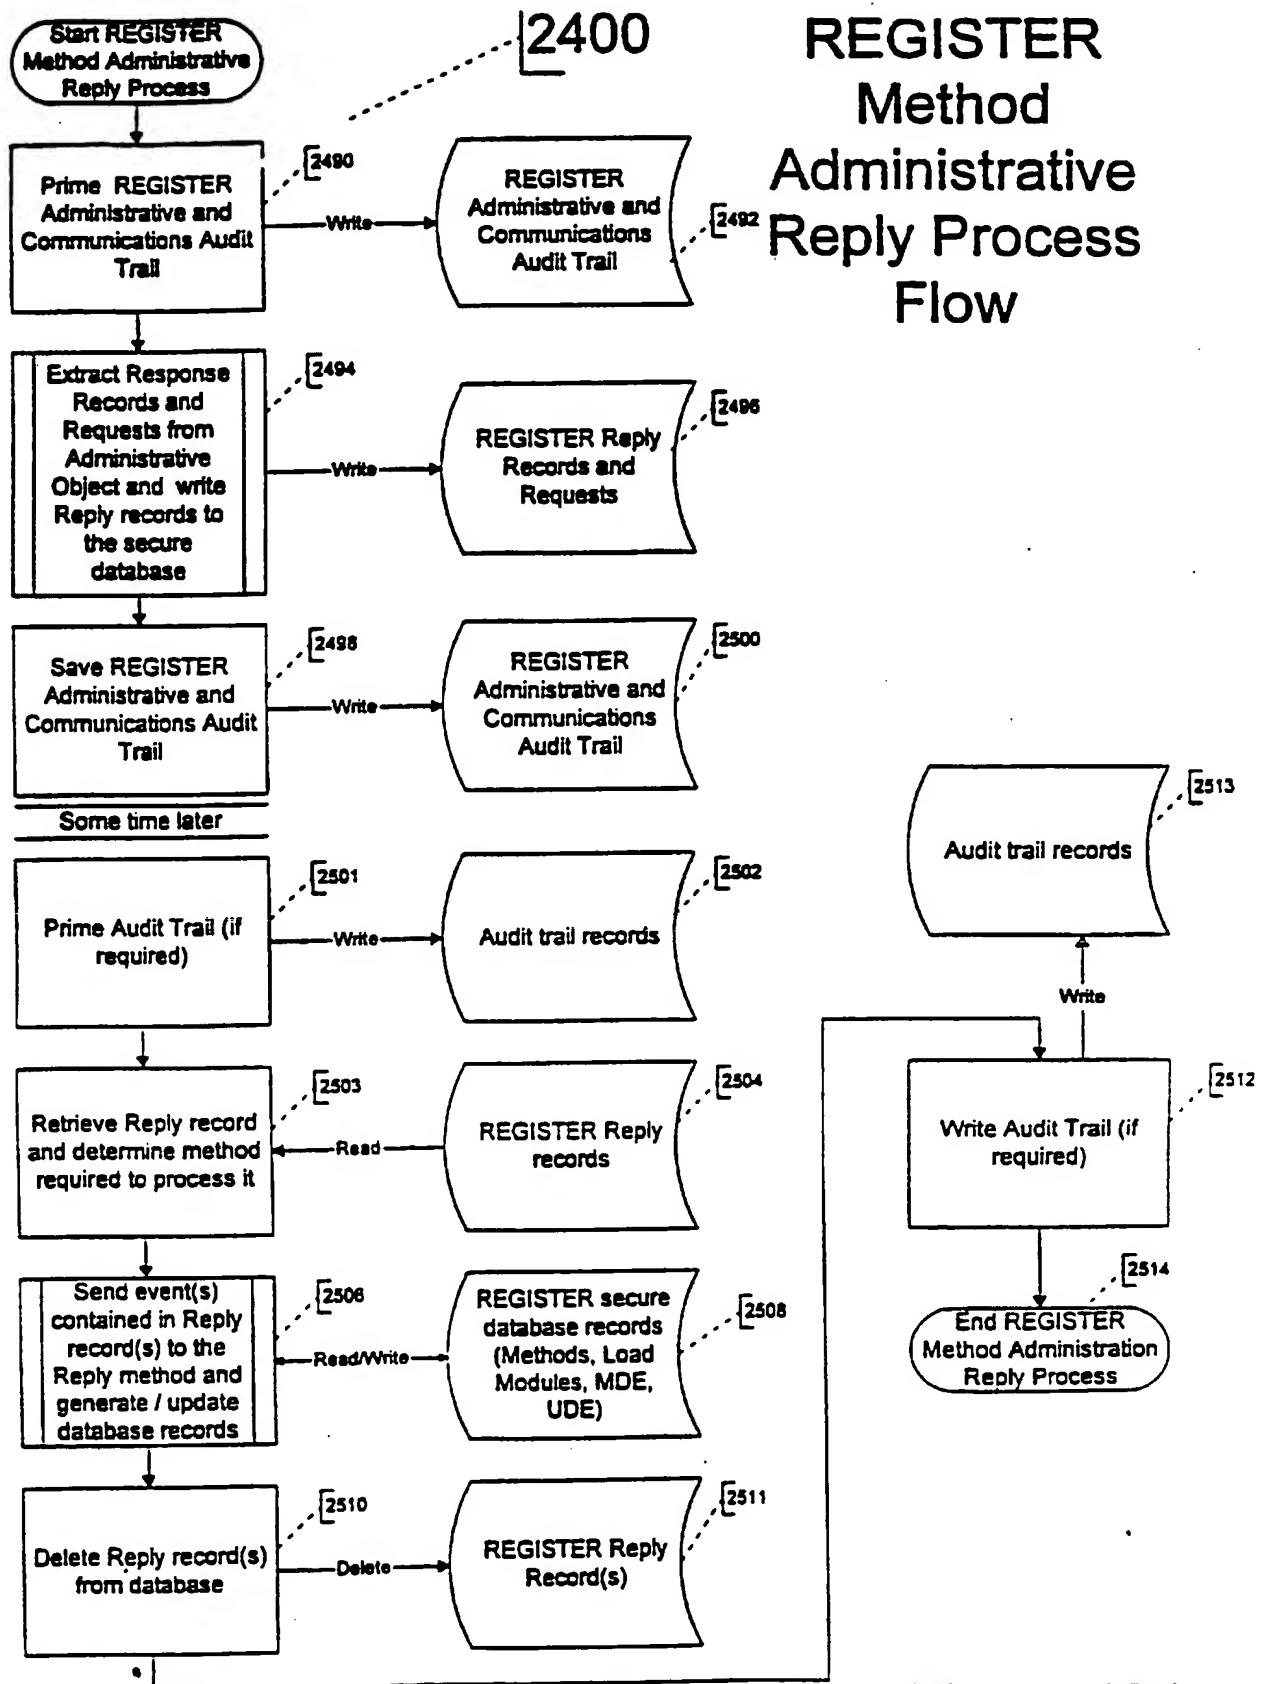 2400
REGISTER
Method
Administrative
Reply Process
Flow
Start REGISTER
Method Administrative
Reply Process
Prime REGISTER
Administrative and
Communications Audit
Trail
2490
Write
REGISTER
Administrative and
Communications
Audit Trail
2492
Extract Response
Records and
Requests from
Administrative
Object and write
Reply records to
the secure
database
2494
Write
REGISTER Reply
Records and
Requests
2496
Save REGISTER
Administrative and
Communications Audit
Trail
2498
Write
REGISTER
Administrative and
Communications
Audit Trail
2500
Some time later
Prime Audit Trail (if
required)
2501
Write
Audit trail records
2502
Retrieve Reply record
and determine method
required to process it
2503
Read
REGISTER Reply
records
2504
Send event(s)
contained in Reply
record(s) to the
Reply method and
generate / update
database records
2506
Read/Write
REGISTER secure
database records
(Methods, Load
Modules, MDE,
UDE)
2508
Delete Reply record(s)
from database
2510
Delete
REGISTER Reply
Record(s)
2511
Audit trail records
2513
Write
Write Audit Trail (if
required)
2512
2514
End REGISTER
Method Administration
Reply Process